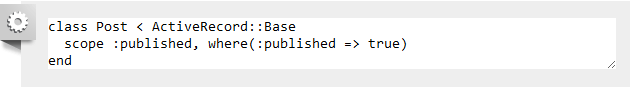 class Post < ActiveRecord::Base
  scope :published, where(:published => true)
end